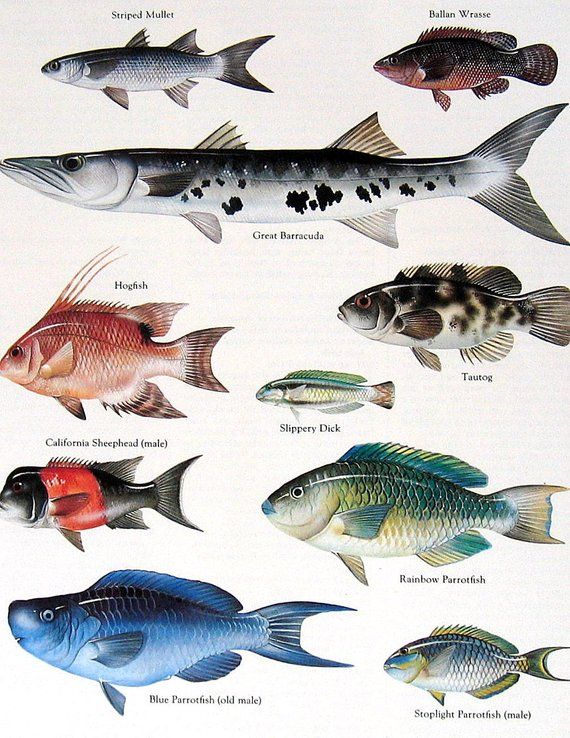 Striped Mullet
Ballan Wrasse
Great Barracuda
Hogfish
Tautog
Slippery Dick
California Sheephead (male)
Rainbow Parrotfish
Blue Parrotfish (old male)
Stoplight Parrotfish (male)